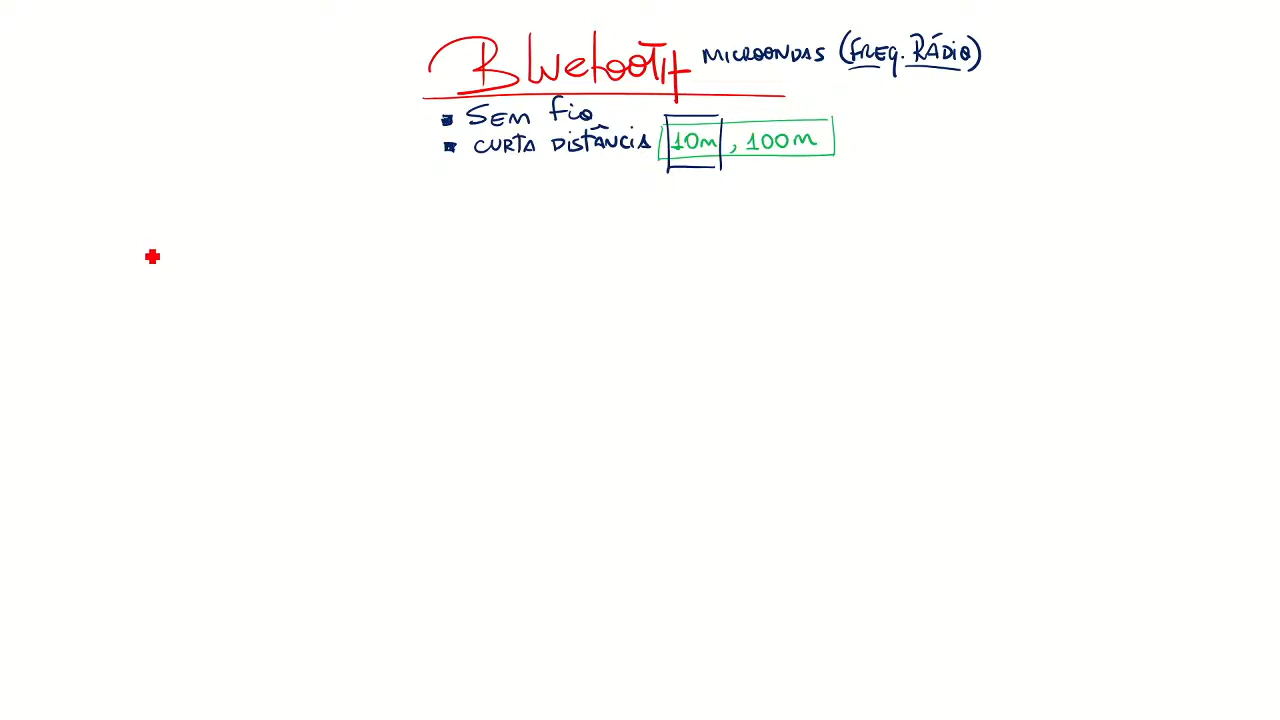 Bluetooth MICROONDAS (FREQ. RÁDIO)
▪ SEM FIO
▪ CURTA DISTÂNCIA 10m, 100m